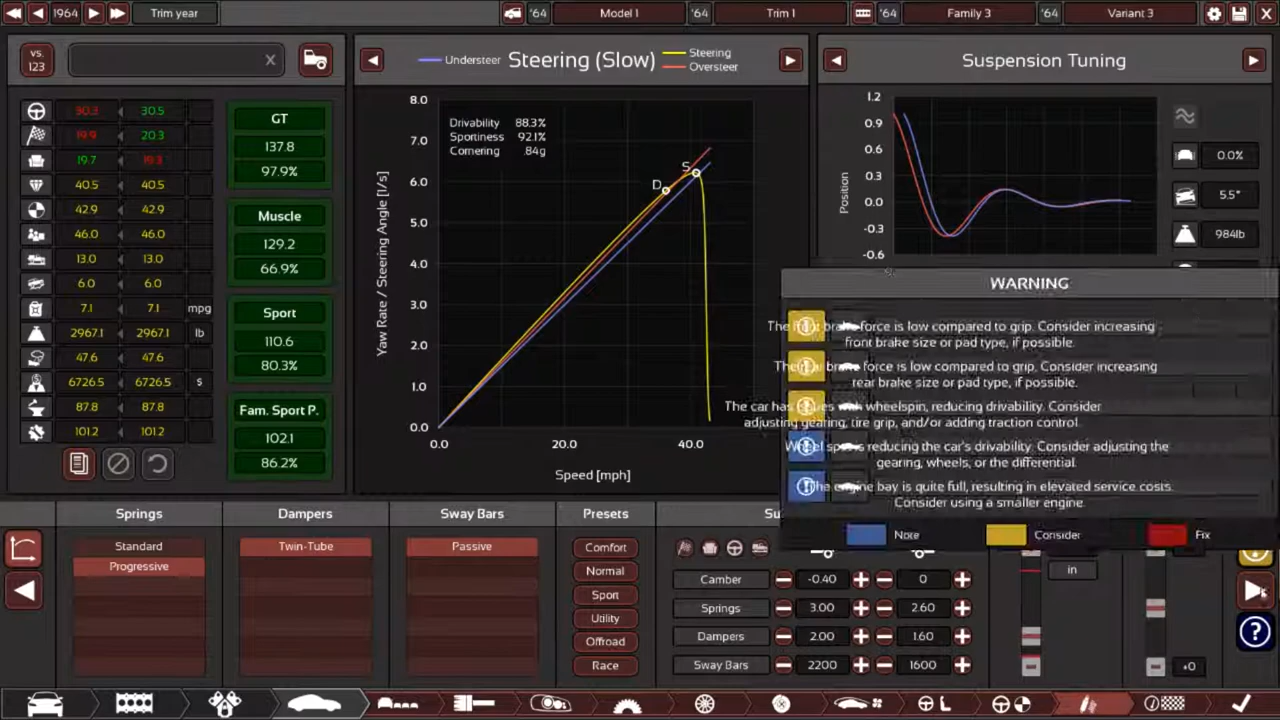 1964
Trim year
'64
Model 1
'64
Trim 1
'64
Family 3
'64
Variant 3
vs.
123
30.3 30.5
19.9 20.3
19.7 19.3
40.5 40.5
42.9 42.9
46.0 46.0
13.0 13.0
6.0 6.0
7.1 7.1 mpg
2967.1 2967.1 lb
47.6 47.6
6726.5 6726.5 $
87.8 87.8
101.2 101.2
GT
137.8
97.9%
Muscle
129.2
66.9%
Sport
110.6
80.3%
Fam. Sport P.
102.1
86.2%
Understeer
Steering (Slow)
Steering
Oversteer
Drivability 88.3%
Sportiness 92.1%
Cornering .84g
8.0
7.0
6.0
5.0
4.0
3.0
2.0
1.0
0.0
Yaw Rate / Steering Angle [1/s]
D
S
0.0 20.0 40.0
Speed [mph]
Suspension Tuning
1.2
0.9
0.6
0.3
0.0
-0.3
-0.6
Position
0.0%
5.5°
984lb
WARNING
The front brake force is low compared to grip. Consider increasing
front brake size or pad type, if possible.
The rear brake force is low compared to grip. Consider increasing
rear brake size or pad type, if possible.
The car has issues with wheelspin, reducing drivability. Consider
adjusting gearing, tire grip, and/or adding traction control.
Wheel spin is reducing the car's drivability. Consider adjusting the
gearing, wheels, or the differential.
The engine bay is quite full, resulting in elevated service costs.
Consider using a smaller engine.
Note
Consider
Fix
Springs
Standard
Progressive
Dampers
Twin-Tube
Sway Bars
Passive
Presets
Comfort
Normal
Sport
Utility
Offroad
Race
Su
Camber -0.40 0
Springs 3.00 2.60
Dampers 2.00 1.60
Sway Bars 2200 1600
in
+0
?